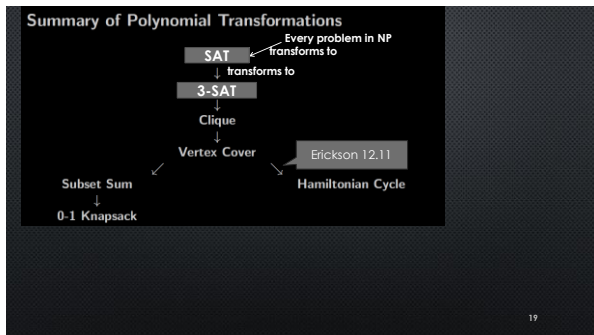 Summary of Polynomial Transformations
Every problem in NP
transforms to
SAT
↓ transforms to
3-SAT
↓
Clique
↓
Vertex Cover
Erickson 12.11
↙ ↘
Subset Sum Hamiltonian Cycle
↓
0-1 Knapsack
19